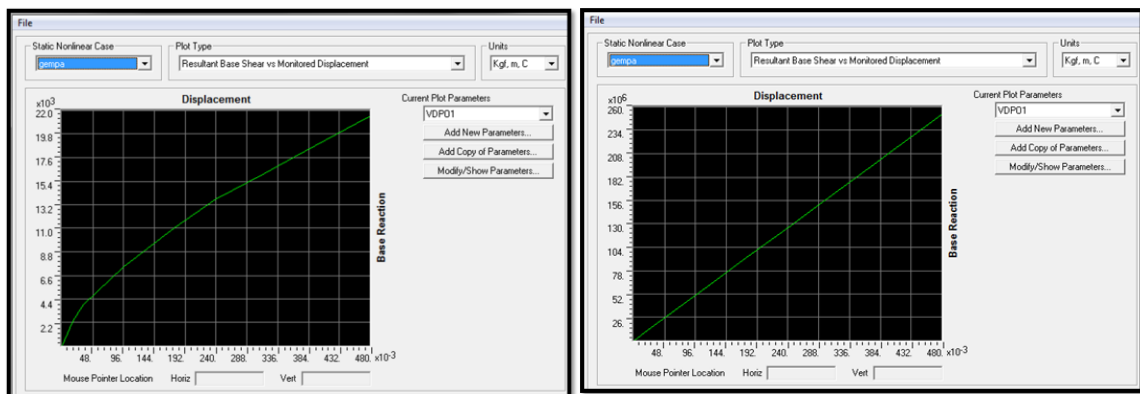 File
Static Nonlinear Case
Plot Type
Units
gempa
Resultant Base Shear vs Monitored Displacement
Kgf, m, C
x10³
Displacement
Current Plot Parameters
VDPO1
Add New Parameters...
Add Copy of Parameters...
Modify/Show Parameters...
22.0
19.8
17.6
15.4
13.2
11.0
8.8
6.6
4.4
2.2
Base Reaction
48. 96. 144. 192. 240. 288. 336. 384. 432. 480. x10⁻³
Mouse Pointer Location Horiz Vert
File
Static Nonlinear Case
Plot Type
Units
gempa
Resultant Base Shear vs Monitored Displacement
Kgf, m, C
x10⁶
Displacement
Current Plot Parameters
VDPO1
Add New Parameters...
Add Copy of Parameters...
Modify/Show Parameters...
260.
234.
208.
182.
156.
130.
104.
78.
52.
26.
Base Reaction
48. 96. 144. 192. 240. 288. 336. 384. 432. 480. x10⁻³
Mouse Pointer Location Horiz Vert